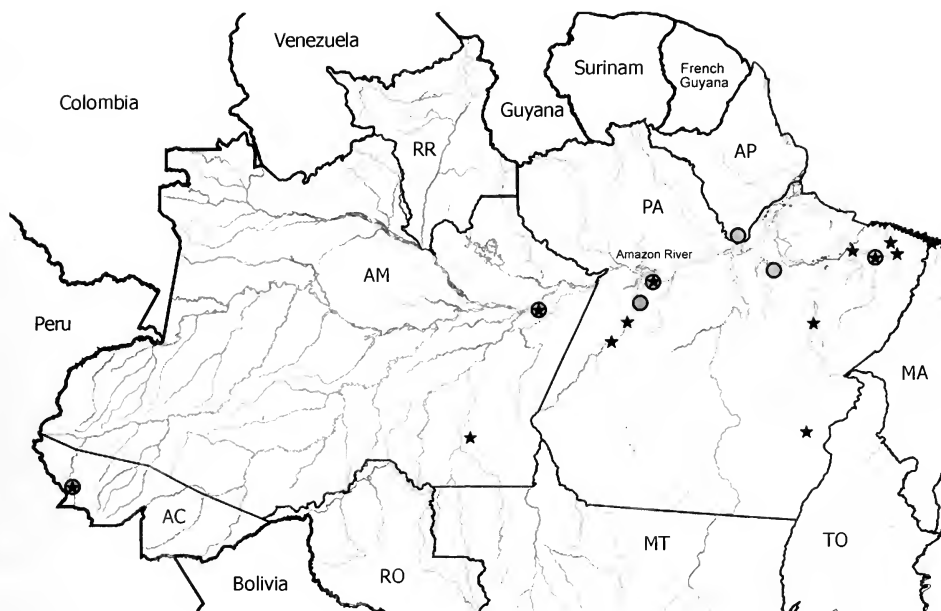 Venezuela
Surinam
French
Guyana
Colombia
Guyana
RR
AP
PA
Amazon River
AM
Peru
MA
AC
MT
TO
Bolivia
RO